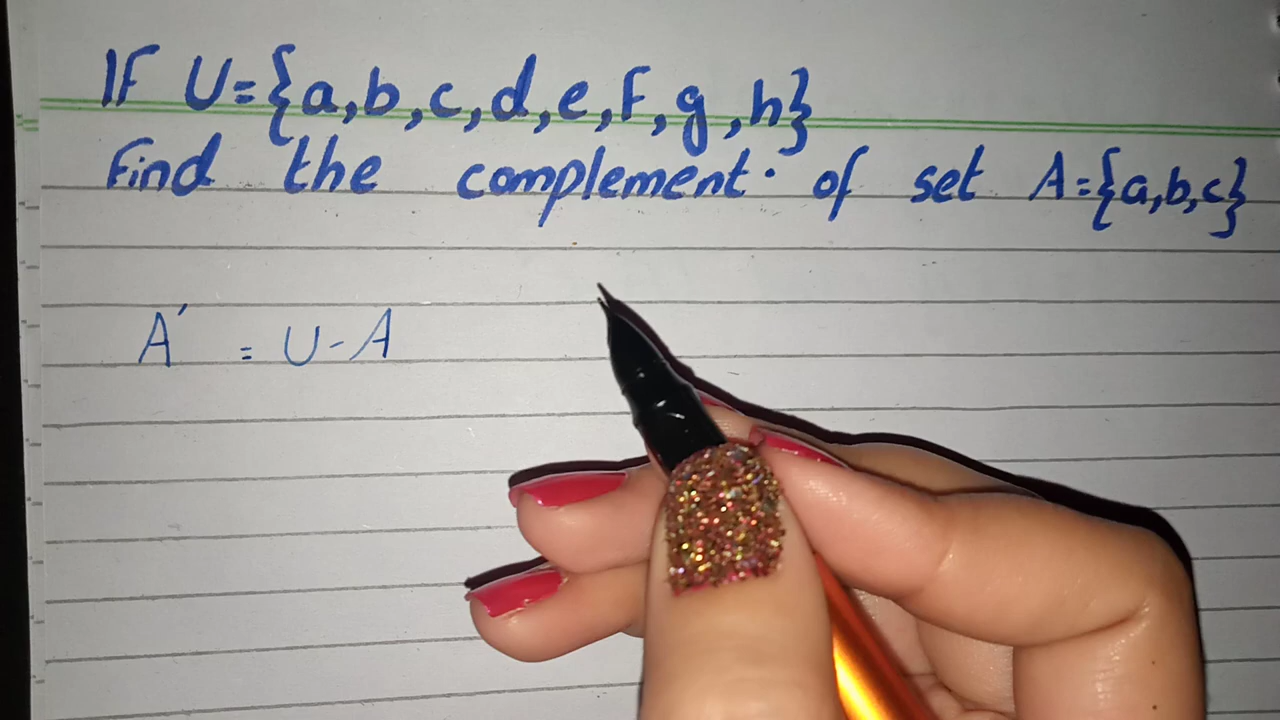 IF U={a,b,c,d,e,F,g,h}
Find the complement. of set A={a,b,c}
A' = U-A